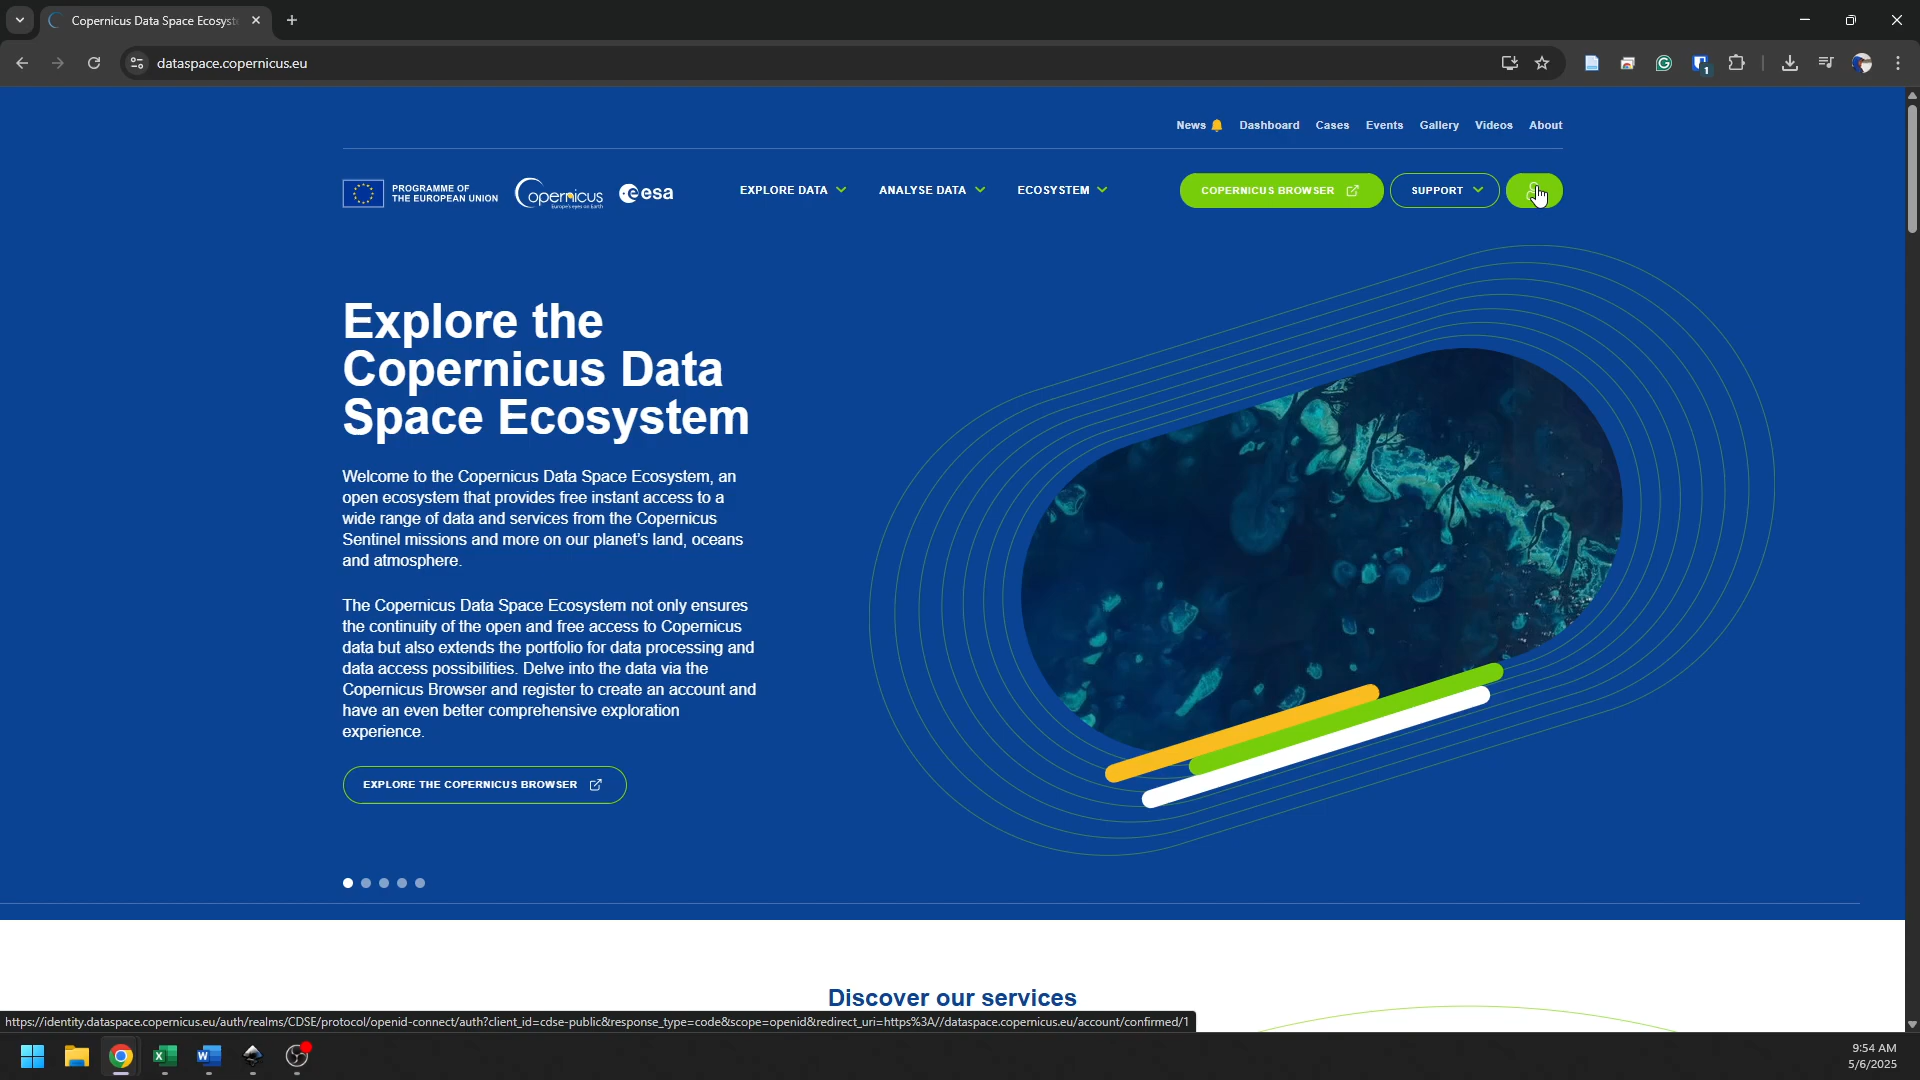 Copernicus Data Space Ecosyst
dataspace.copernicus.eu
1
News Dashboard Cases Events Gallery Videos About
PROGRAMME OF
THE EUROPEAN UNION
opernicus
Europe's eyes on Earth
esa
EXPLORE DATA
ANALYSE DATA
ECOSYSTEM
COPERNICUS BROWSER
SUPPORT
Explore the
Copernicus Data
Space Ecosystem
Welcome to the Copernicus Data Space Ecosystem, an
open ecosystem that provides free instant access to a
wide range of data and services from the Copernicus
Sentinel missions and more on our planet's land, oceans
and atmosphere.
The Copernicus Data Space Ecosystem not only ensures
the continuity of the open and free access to Copernicus
data but also extends the portfolio for data processing and
data access possibilities. Delve into the data via the
Copernicus Browser and register to create an account and
have an even better comprehensive exploration
experience.
EXPLORE THE COPERNICUS BROWSER
Discover our services
https://identity.dataspace.copernicus.eu/auth/realms/CDSE/protocol/openid-connect/auth?client_id=cdse-public&response_type=code&scope=openid&redirect_uri=https%3A//dataspace.copernicus.eu/account/confirmed/1
9:54 AM
5/6/2025